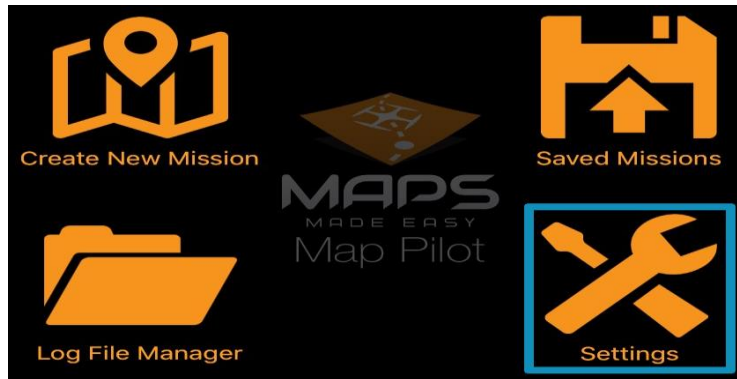 Create New Mission
Saved Missions
MAPS
MADE EASY
Map Pilot
Log File Manager
Settings